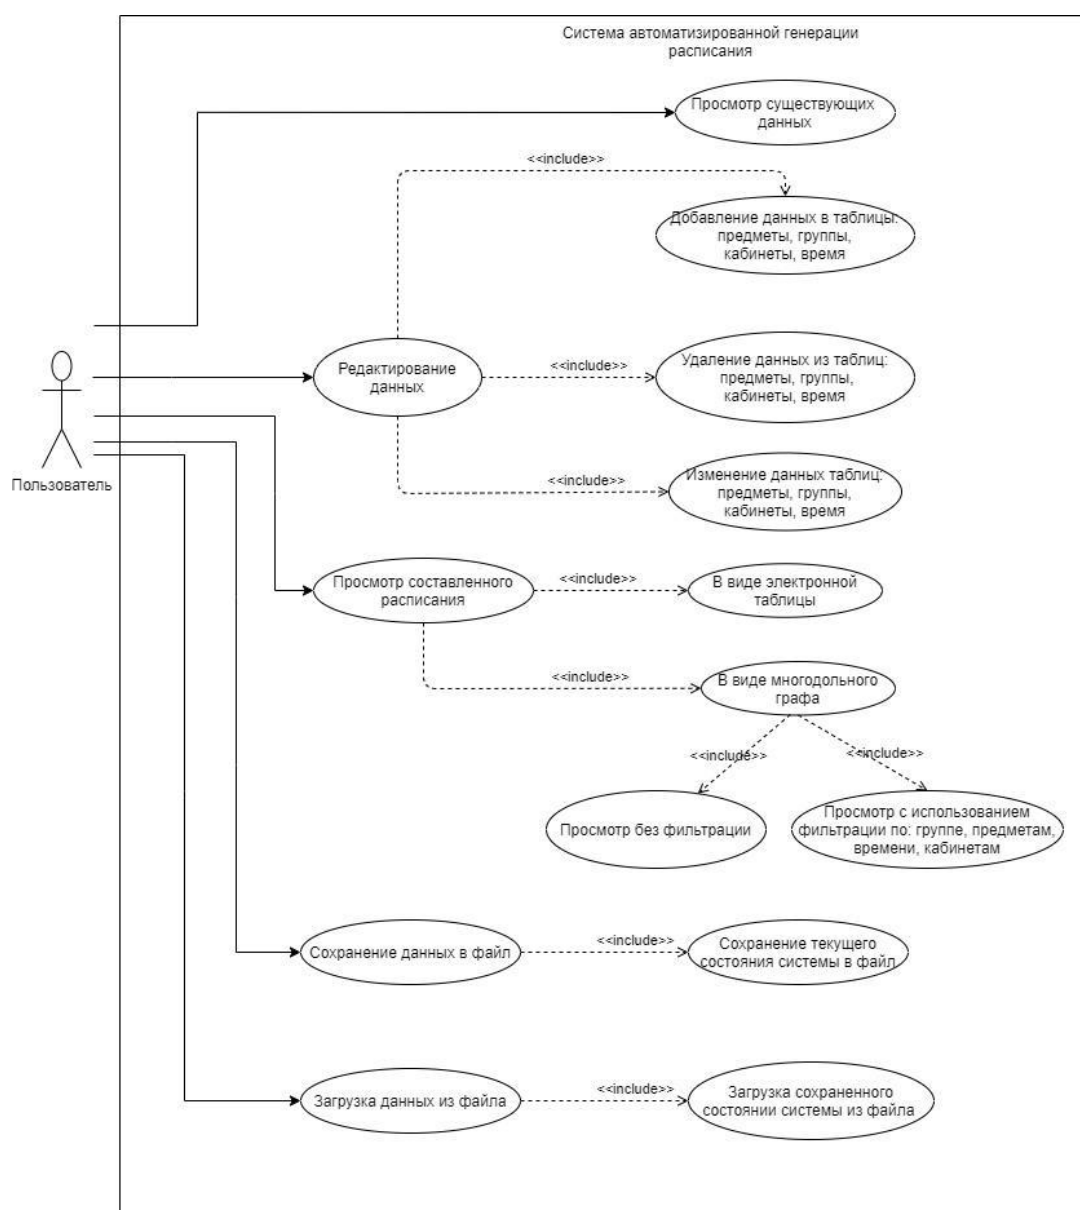 Система автоматизированной генерации
расписания
Просмотр существующих
данных
<<include>>
Добавление данных в таблицы:
предметы, группы,
кабинеты, время
Редактирование
данных
<<include>>
Удаление данных из таблиц:
предметы, группы,
кабинеты, время
Пользователь
<<include>>
Изменение данных таблиц:
предметы, группы,
кабинеты, время
Просмотр составленного
расписания
<<include>>
В виде электронной
таблицы
<<include>>
В виде многодольного
графа
<<include>>
<<include>>
Просмотр без фильтрации
Просмотр с использованием
фильтрации по: группе, предметам,
времени, кабинетам
Сохранение данных в файл
<<include>>
Сохранение текущего
состояния системы в файл
Загрузка данных из файла
<<include>>
Загрузка сохраненного
состоянии системы из файла